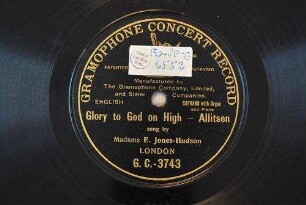 GRAMOPHONE CONCERT RECORD
PATENTED PATENTED
Manufactured by
The Gramophone Company, Limited,
and Sister Companies.
ENGLISH SOPRANO with Organ
and Piano
Glory to God on High — Allitsen
sung by
Madame E. Jones-Hudson
LONDON
G. C.-3743